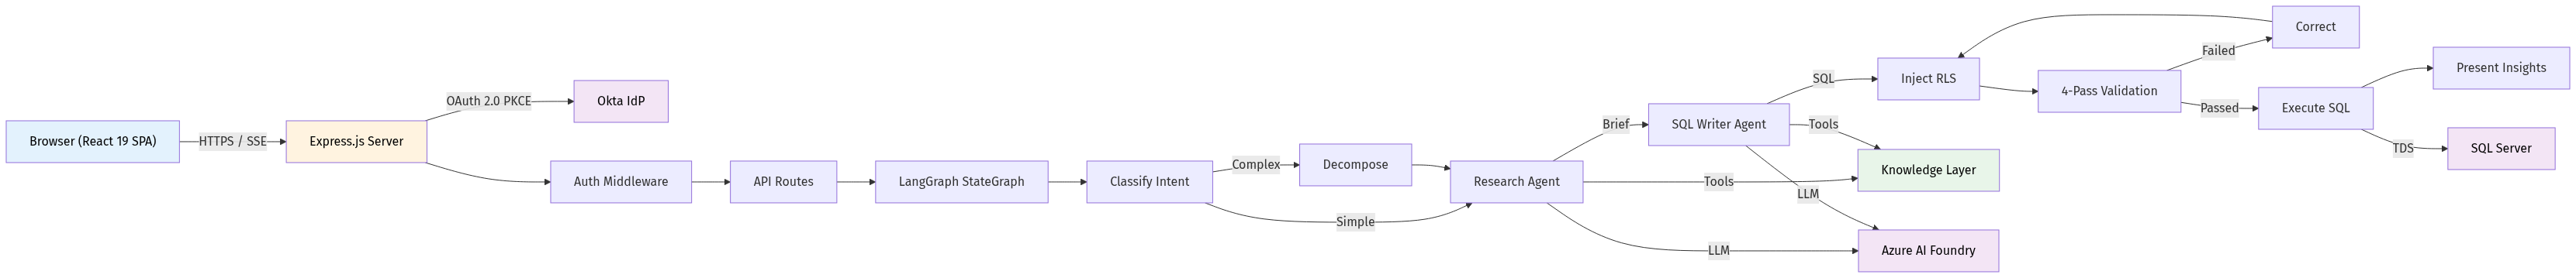 Browser (React 19 SPA)
HTTPS / SSE
Express.js Server
OAuth 2.0 PKCE
Okta IdP
Auth Middleware
API Routes
LangGraph StateGraph
Classify Intent
Complex
Decompose
Simple
Research Agent
Brief
Tools
LLM
SQL Writer Agent
SQL
Tools
LLM
Inject RLS
Knowledge Layer
Azure AI Foundry
4-Pass Validation
Failed
Passed
Correct
Execute SQL
TDS
Present Insights
SQL Server